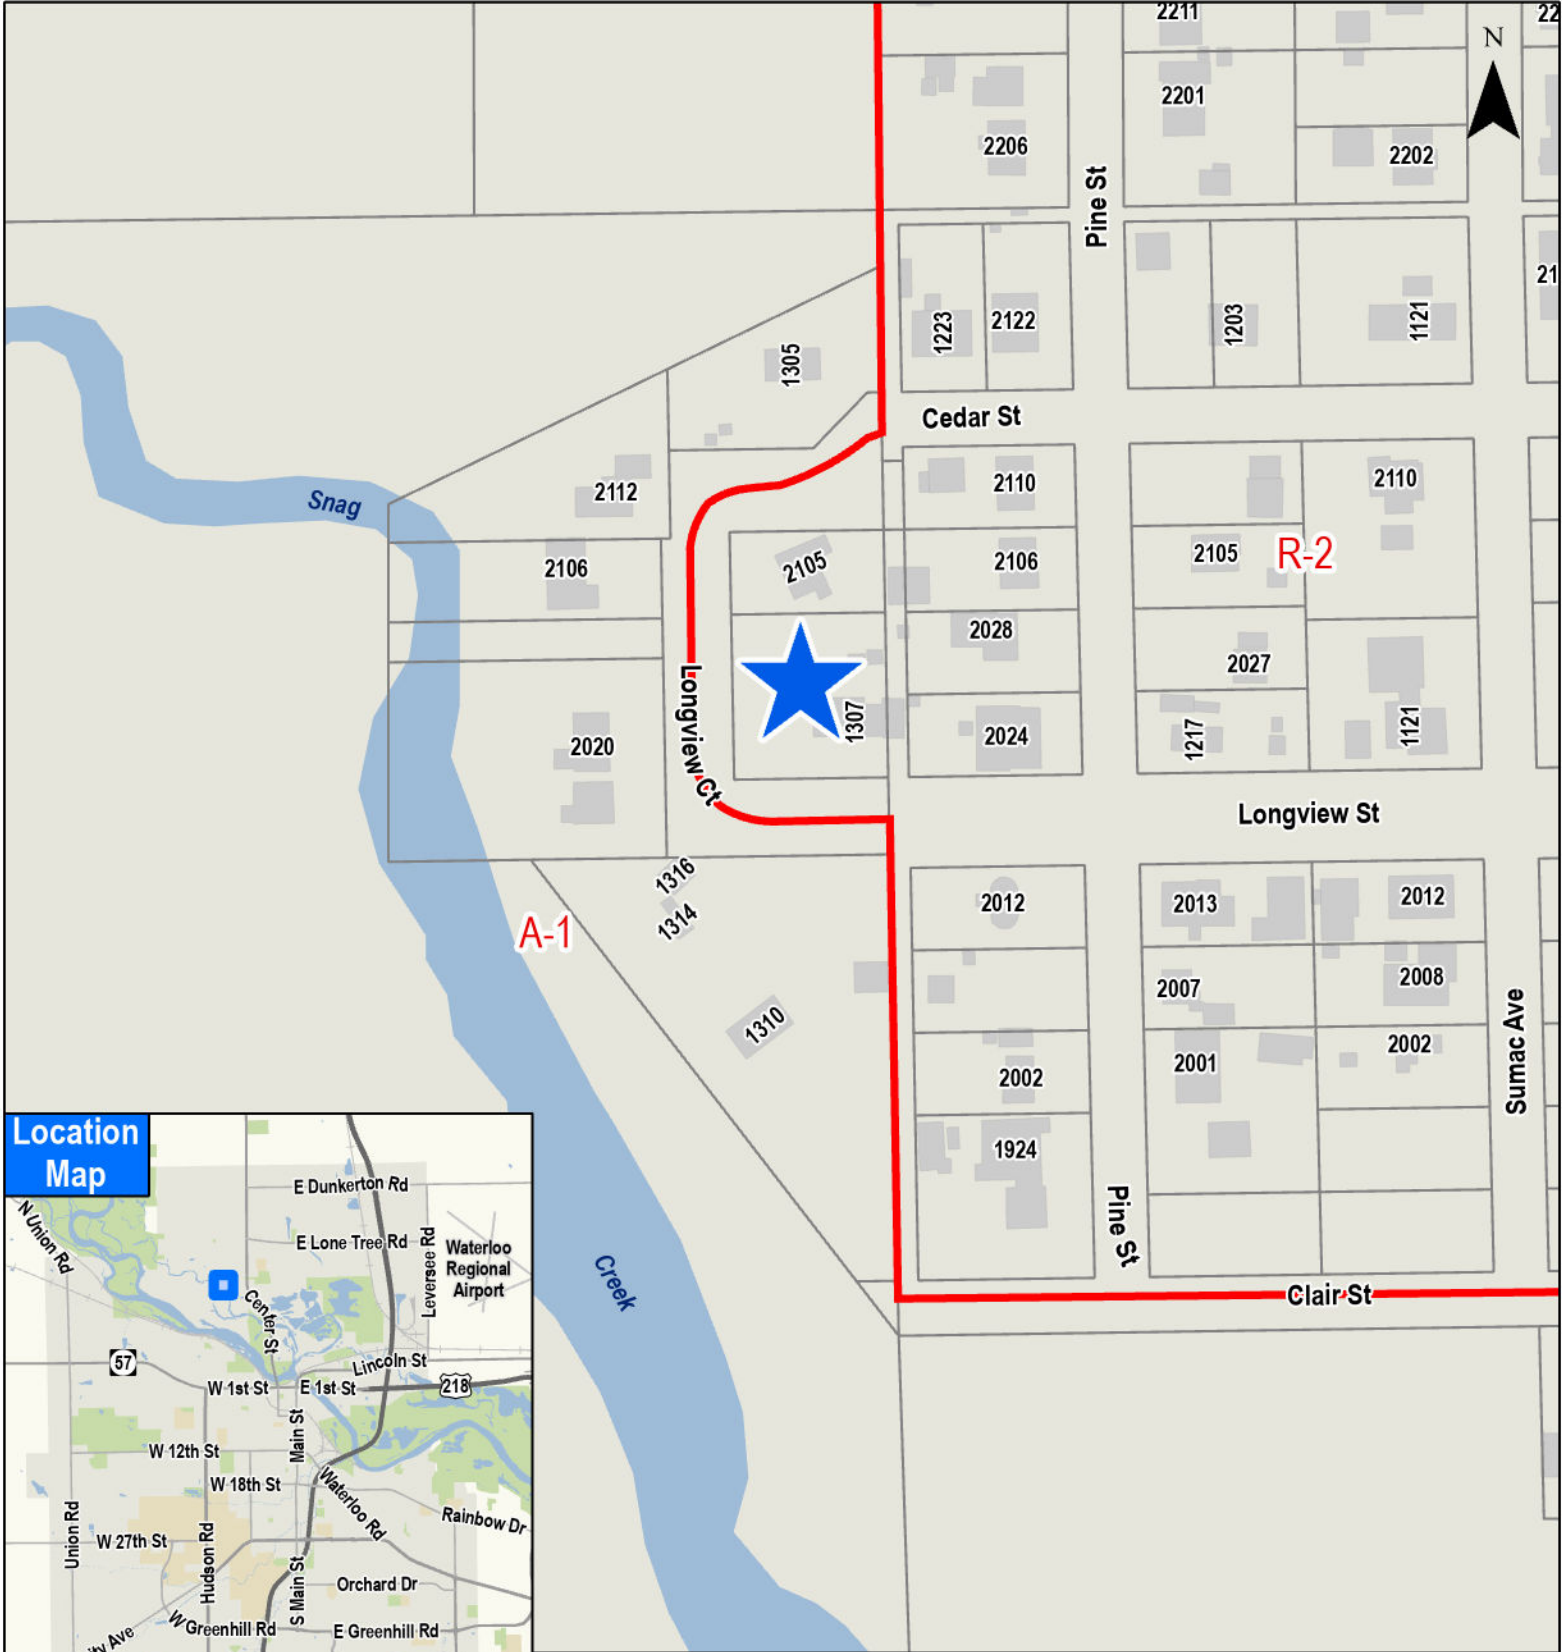 2211
22
N
2201
2206
2202
Pine St
21
1223
2122
1203
1121
1305
Cedar St
2112
2110
2110
Snag
2106
2105
2106
2105
R-2
2028
2027
Longview Ct
1307
2020
2024
1217
1121
Longview St
1316
2012
2013
2012
1314
A-1
2007
2008
1310
2002
2001
2002
Sumac Ave
1924
Pine St
Creek
Clair St
Location
Map
E Dunkerton Rd
N Union Rd
E Lone Tree Rd
Leversee Rd
Waterloo
Regional
Airport
Center St
57
Lincoln St
W 1st St
E 1st St
218
Main St
W 12th St
W 18th St
Waterloo Rd
Rainbow Dr
Union Rd
W 27th St
Hudson Rd
S Main St
Orchard Dr
W Greenhill Rd
E Greenhill Rd
ity Ave